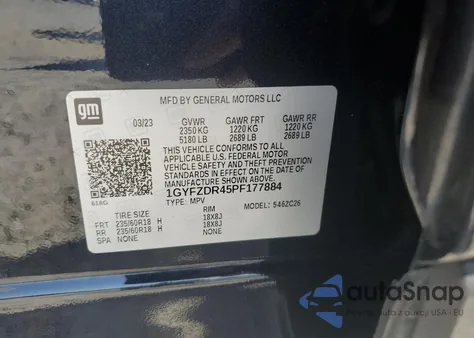 gm
MFD BY GENERAL MOTORS LLC
03/23 GVWR GAWR FRT GAWR RR
2350 KG 1220 KG 1220 KG
5180 LB 2689 LB 2689 LB
THIS VEHICLE CONFORMS TO ALL
APPLICABLE U.S. FEDERAL MOTOR
VEHICLE SAFETY AND THEFT PREVENTION
STANDARDS IN EFFECT ON THE DATE OF
MANUFACTURE SHOWN ABOVE.
1GYFZDR45PF177884
TYPE: MPV MODEL: 546ZC26
TIRE SIZE RIM
FRT 235/60R18 H 18X8J
RR 235/60R18 H 18X8J
SPA NONE NONE
autoSnap
USA - EU